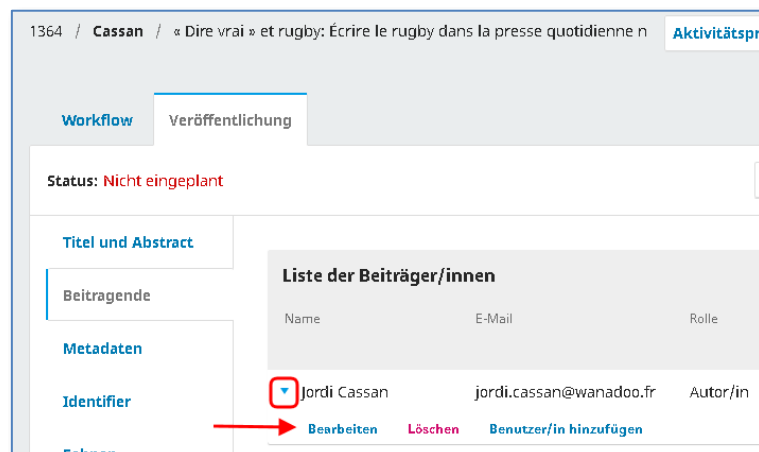 1364 / Cassan / « Dire vrai » et rugby: Écrire le rugby dans la presse quotidienne n
Aktivitätspr
Workflow Veröffentlichung
Status: Nicht eingeplant
Titel und Abstract
Beitragende
Metadaten
Identifier
Liste der Beiträger/innen
Name E-Mail Rolle
Jordi Cassan jordi.cassan@wanadoo.fr Autor/in
Bearbeiten Löschen Benutzer/in hinzufügen